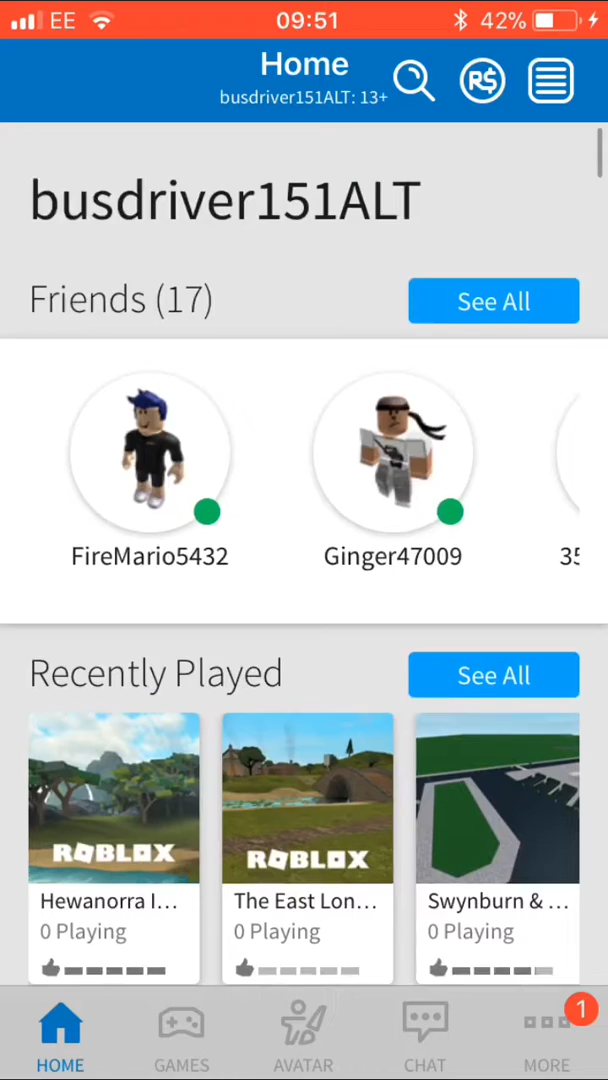 EE 09:51 42%
Home
busdriver151ALT: 13+
R$
busdriver151ALT
Friends (17) See All
FireMario5432 Ginger47009 35
Recently Played See All
ROBLOX ROBLOX
Hewanorra I... The East Lon... Swynburn & ...
0 Playing 0 Playing 0 Playing
1
HOME GAMES AVATAR CHAT MORE